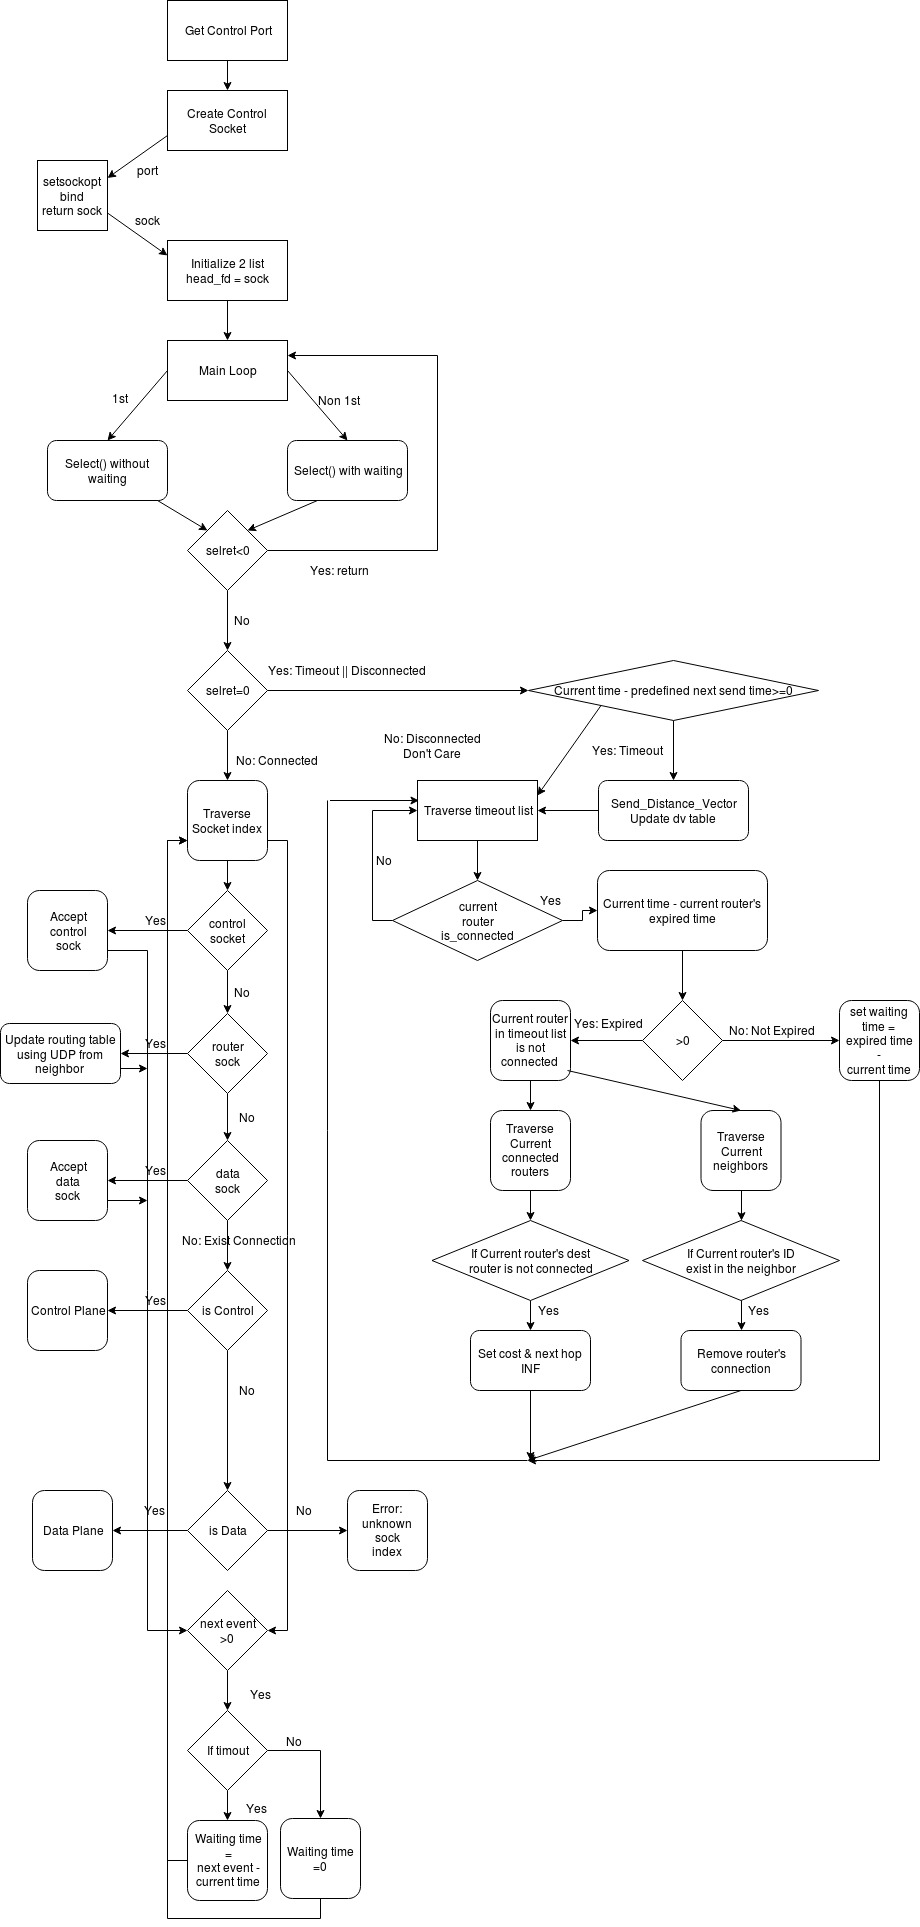 Get Control Port
Create Control
Socket
port
setsockopt
bind
return sock
sock
Initialize 2 list
head_fd = sock
Main Loop
1st
Non 1st
Select() without
waiting
Select() with waiting
selret<0
Yes: return
No
selret=0
Yes: Timeout || Disconnected
Current time - predefined next send time>=0
No: Connected
No: Disconnected
Don't Care
Yes: Timeout
Traverse
Socket index
Traverse timeout list
Send_Distance_Vector
Update dv table
No
current
router
is_connected
Yes
Current time - current router's
expired time
Accept
control
sock
Yes
control
socket
No
Current router
in timeout list
is not
connected
Yes: Expired
>0
No: Not Expired
set waiting
time =
expired time
-
current time
Update routing table
using UDP from
neighbor
Yes
router
sock
No
Traverse
Current
connected
routers
Traverse
Current
neighbors
Accept
data
sock
Yes
data
sock
No: Exist Connection
If Current router's dest
router is not connected
If Current router's ID
exist in the neighbor
Control Plane
Yes
is Control
Yes
Yes
Set cost & next hop
INF
Remove router's
connection
No
Data Plane
Yes
is Data
No
Error:
unknown
sock
index
next event
>0
Yes
If timout
No
Yes
Waiting time
=
next event -
current time
Waiting time
=0